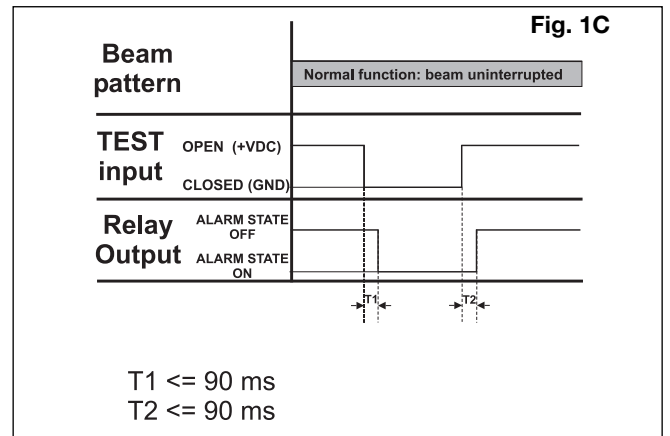 Fig. 1C
Beam
pattern
Normal function: beam uninterrupted
TEST
input
OPEN (+VDC)
CLOSED (GND)
Relay
Output
ALARM STATE
OFF
ALARM STATE
ON
T1
T2
T1 <= 90 ms
T2 <= 90 ms